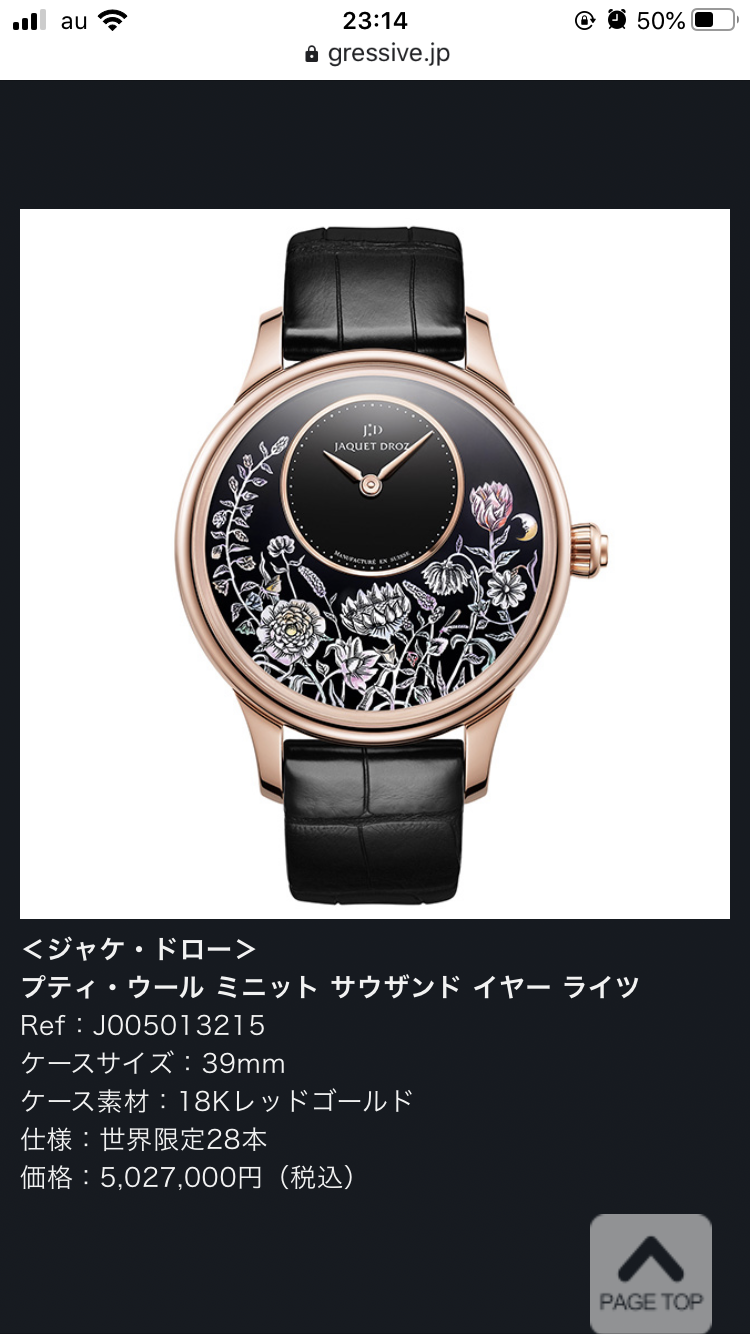 au 23:14 50%
gressive.jp
JD
JAQUET DROZ
MANUFACTURÉ EN SUISSE
＜ジャケ・ドロー＞
プティ・ウール ミニット サウザンド イヤー ライツ
Ref：J005013215
ケースサイズ：39mm
ケース素材：18Kレッドゴールド
仕様：世界限定28本
価格：5,027,000円（税込）
PAGE TOP